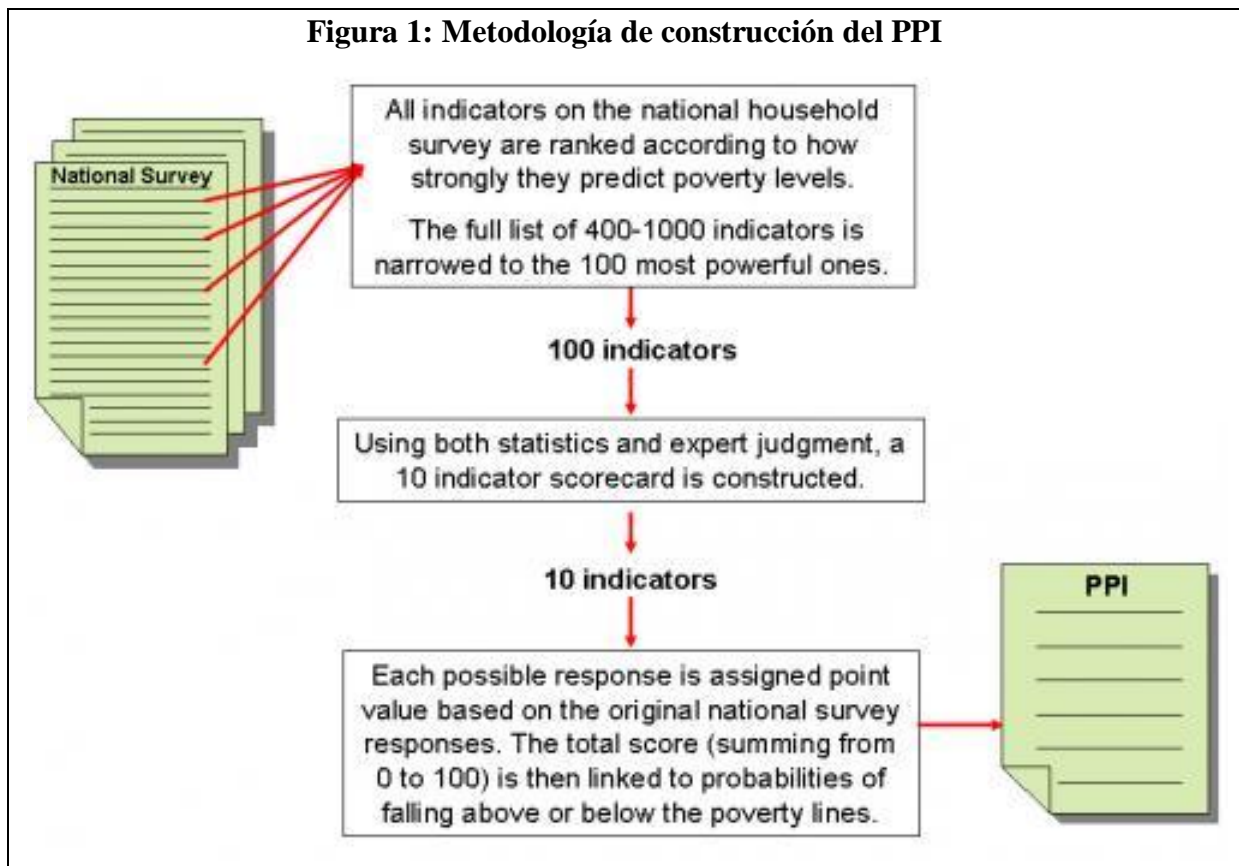 Figura 1: Metodología de construcción del PPI
National Survey
All indicators on the national household
survey are ranked according to how
strongly they predict poverty levels.
The full list of 400-1000 indicators is
narrowed to the 100 most powerful ones.
100 indicators
Using both statistics and expert judgment, a
10 indicator scorecard is constructed.
10 indicators
Each possible response is assigned point
value based on the original national survey
responses. The total score (summing from
0 to 100) is then linked to probabilities of
falling above or below the poverty lines.
PPI